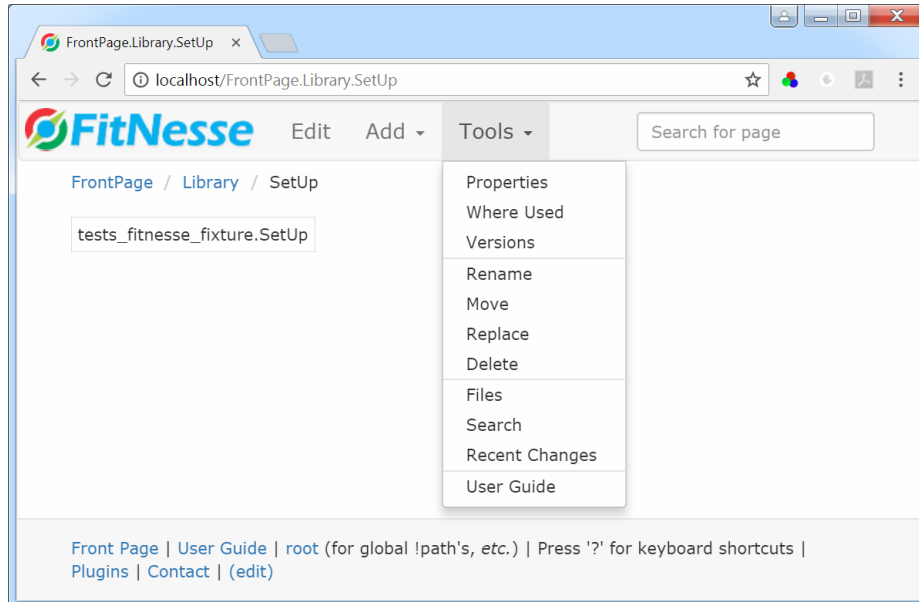 FrontPage.Library.SetUp
localhost/FrontPage.Library.SetUp
FitNesse Edit Add Tools Search for page
FrontPage / Library / SetUp
tests_fitnesse_fixture.SetUp
Properties
Where Used
Versions
Rename
Move
Replace
Delete
Files
Search
Recent Changes
User Guide
Front Page | User Guide | root (for global !path's, etc.) | Press '?' for keyboard shortcuts |
Plugins | Contact | (edit)